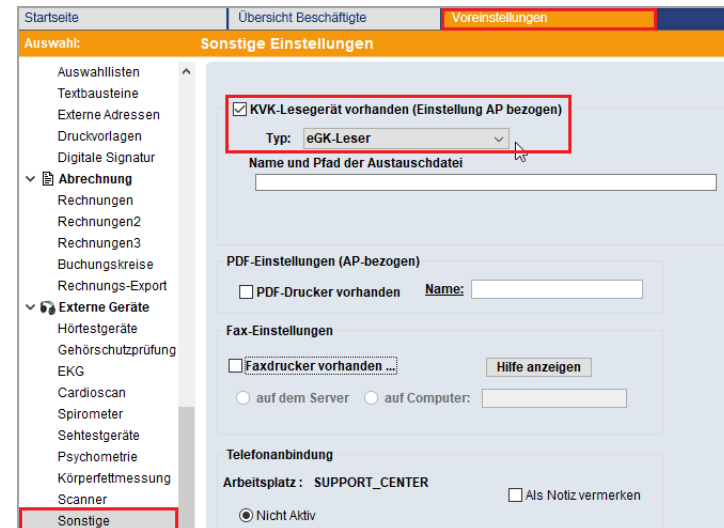 Startseite
Übersicht Beschäftigte
Voreinstellungen
Auswahl:
Sonstige Einstellungen
Auswahllisten
Textbausteine
Externe Adressen
Druckvorlagen
Digitale Signatur
Abrechnung
Rechnungen
Rechnungen2
Rechnungen3
Buchungskreise
Rechnungs-Export
Externe Geräte
Hörtestgeräte
Gehörschutzprüfung
EKG
Cardioscan
Spirometer
Sehtestgeräte
Psychometrie
Körperfettmessung
Scanner
Sonstige
KVK-Lesegerät vorhanden (Einstellung AP bezogen)
Typ: eGK-Leser
Name und Pfad der Austauschdatei
PDF-Einstellungen (AP-bezogen)
PDF-Drucker vorhanden Name:
Fax-Einstellungen
Faxdrucker vorhanden ... Hilfe anzeigen
auf dem Server auf Computer:
Telefonanbindung
Arbeitsplatz : SUPPORT_CENTER
Als Notiz vermerken
Nicht Aktiv